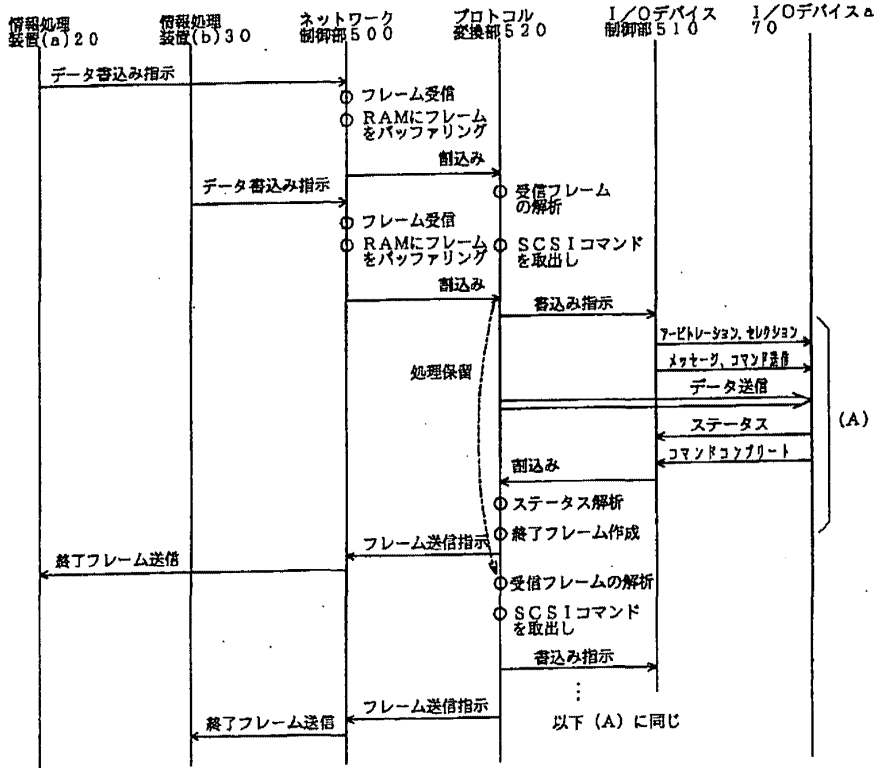 情報処理
装置(a)20
情報処理
装置(b)30
ネットワーク
制御部500
プロトコル
変換部520
I/Oデバイス
制御部510
I/Oデバイスa
70
データ書込み指示
フレーム受信
RAMにフレーム
をバッファリング
割込み
データ書込み指示
受信フレーム
の解析
フレーム受信
RAMにフレーム
をバッファリング
SCSIコマンド
を取出し
割込み
書込み指示
アービトレーション、セレクション
処理保留
メッセージ、コマンド送信
データ送信
(A)
ステータス
コマンドコンプリート
割込み
ステータス解析
終了フレーム作成
フレーム送信指示
終了フレーム送信
受信フレームの解析
SCSIコマンド
を取出し
書込み指示
フレーム送信指示
以下(A)に同じ
終了フレーム送信